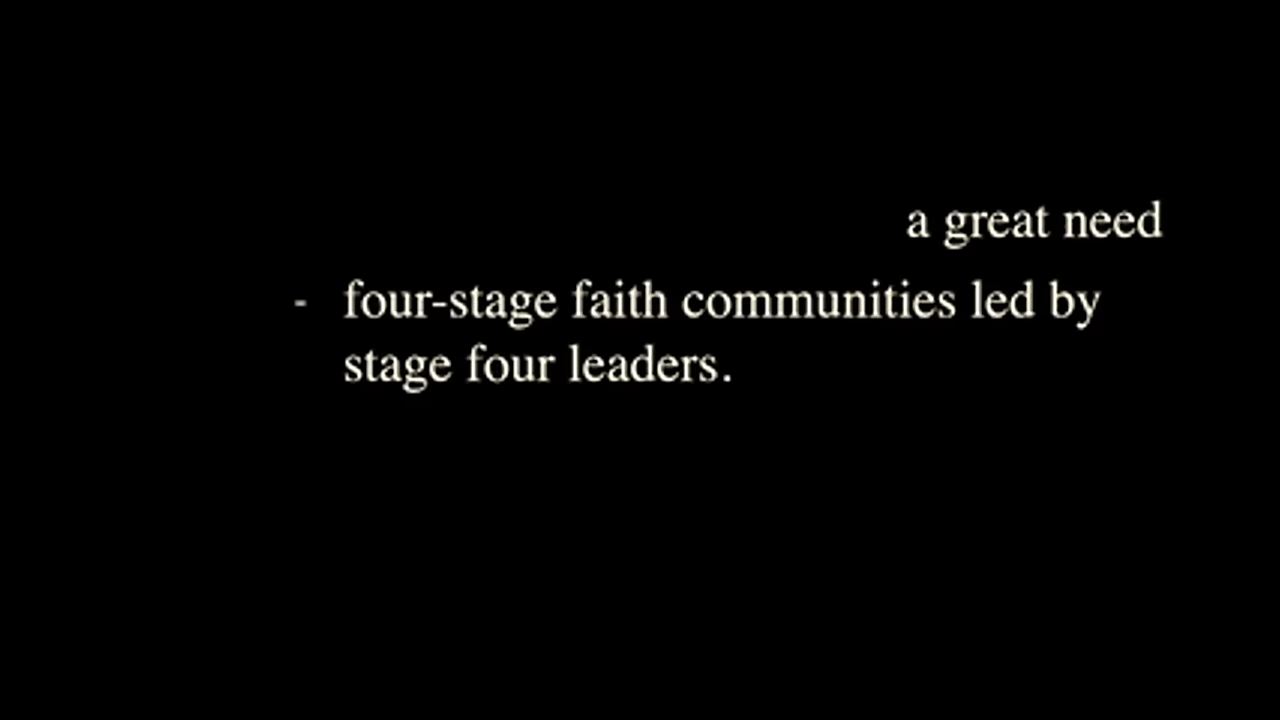 a great need
- four-stage faith communities led by
stage four leaders.